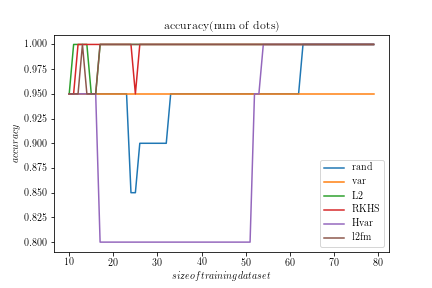 accuracy(num of dots)
1.000
0.975
0.950
0.925
0.900
0.875
0.850
0.825
0.800
accuracy
10 20 30 40 50 60 70 80
sizeoftrainingdataset
rand
var
L2
RKHS
Hvar
l2fm